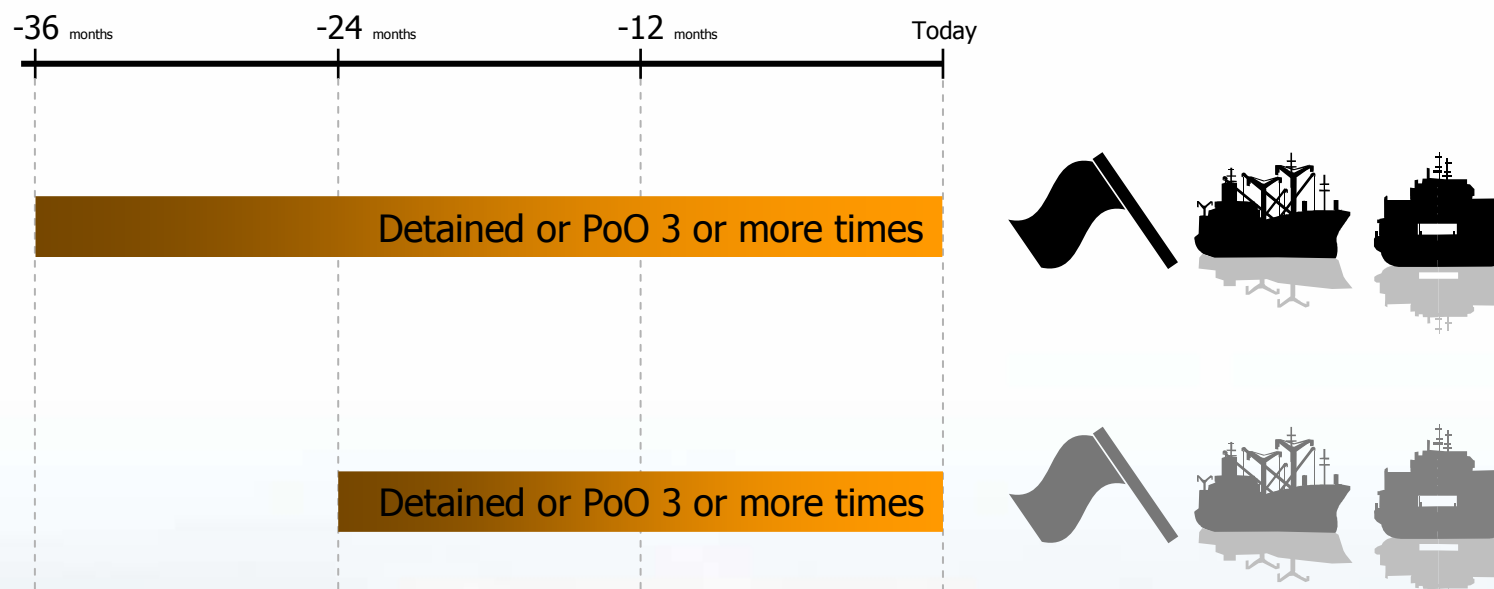 -36 months -24 months -12 months Today
Detained or PoO 3 or more times
Detained or PoO 3 or more times